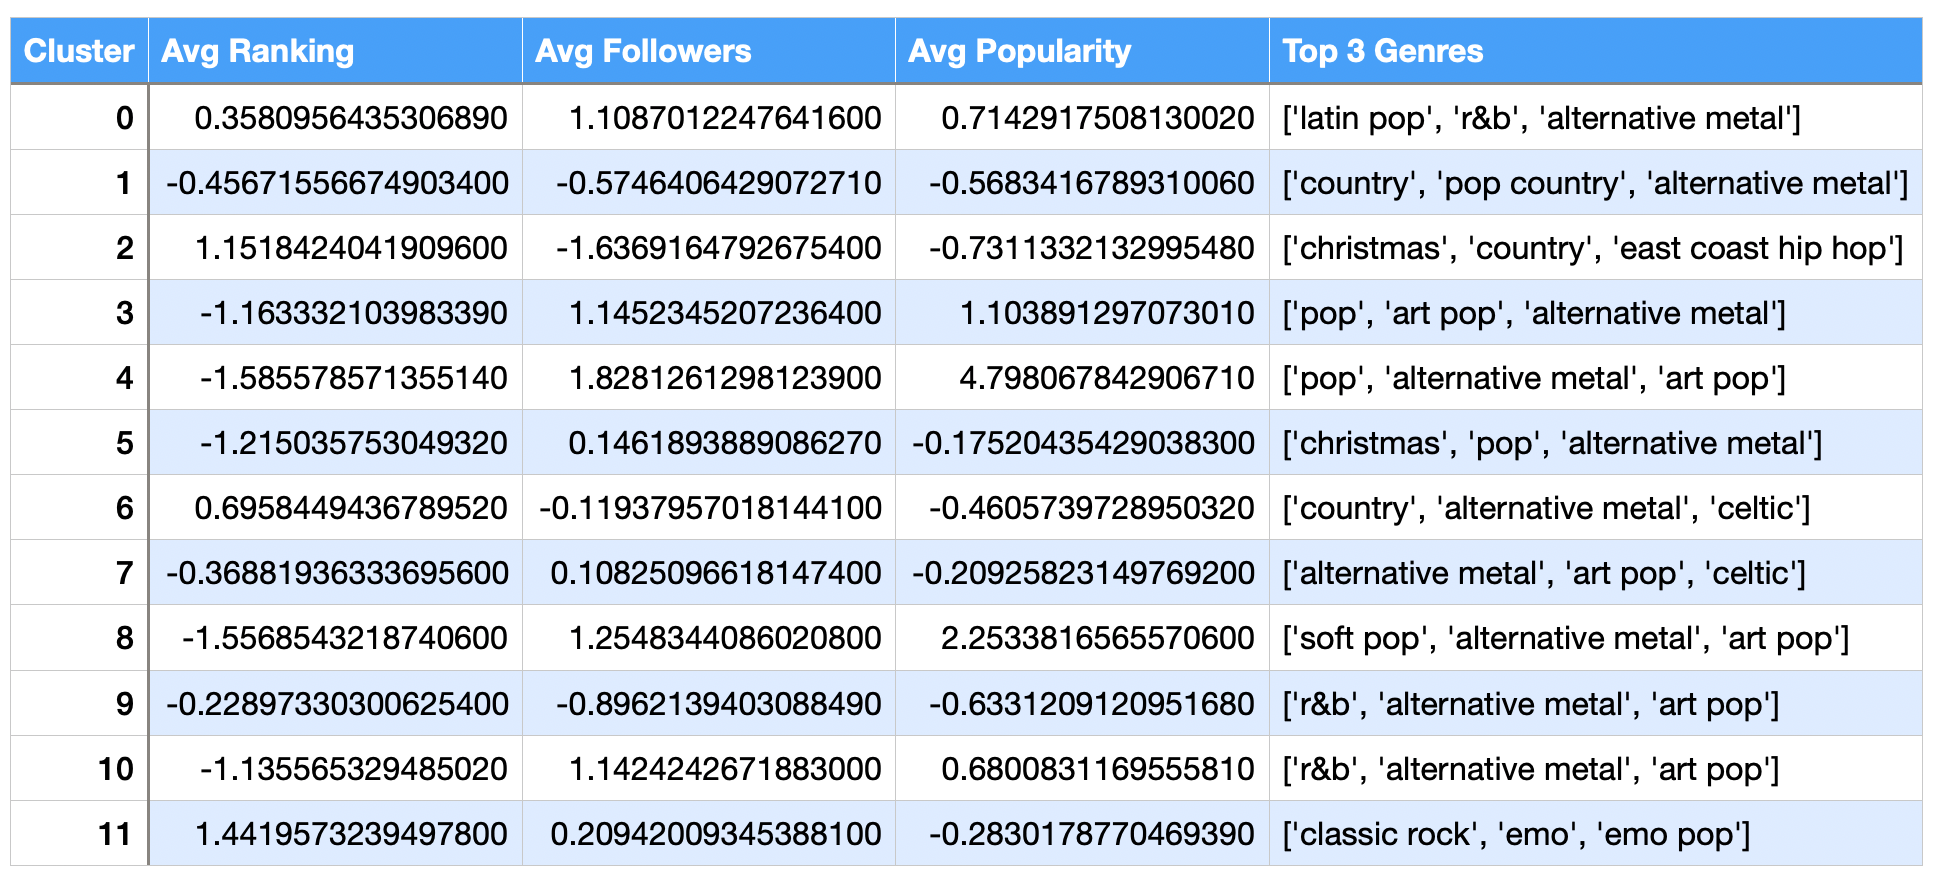 Cluster Avg Ranking Avg Followers Avg Popularity Top 3 Genres
0 0.3580956435306890 1.1087012247641600 0.7142917508130020 ['latin pop', 'r&b', 'alternative metal']
1 -0.45671556674903400 -0.5746406429072710 -0.5683416789310060 ['country', 'pop country', 'alternative metal']
2 1.1518424041909600 -1.6369164792675400 -0.7311332132995480 ['christmas', 'country', 'east coast hip hop']
3 -1.163332103983390 1.1452345207236400 1.103891297073010 ['pop', 'art pop', 'alternative metal']
4 -1.585578571355140 1.8281261298123900 4.798067842906710 ['pop', 'alternative metal', 'art pop']
5 -1.215035753049320 0.1461893889086270 -0.17520435429038300 ['christmas', 'pop', 'alternative metal']
6 0.6958449436789520 -0.11937957018144100 -0.4605739728950320 ['country', 'alternative metal', 'celtic']
7 -0.36881936333695600 0.10825096618147400 -0.20925823149769200 ['alternative metal', 'art pop', 'celtic']
8 -1.5568543218740600 1.2548344086020800 2.2533816565570600 ['soft pop', 'alternative metal', 'art pop']
9 -0.22897330300625400 -0.8962139403088490 -0.6331209120951680 ['r&b', 'alternative metal', 'art pop']
10 -1.135565329485020 1.1424242671883000 0.6800831169555810 ['r&b', 'alternative metal', 'art pop']
11 1.4419573239497800 0.20942009345388100 -0.2830178770469390 ['classic rock', 'emo', 'emo pop']